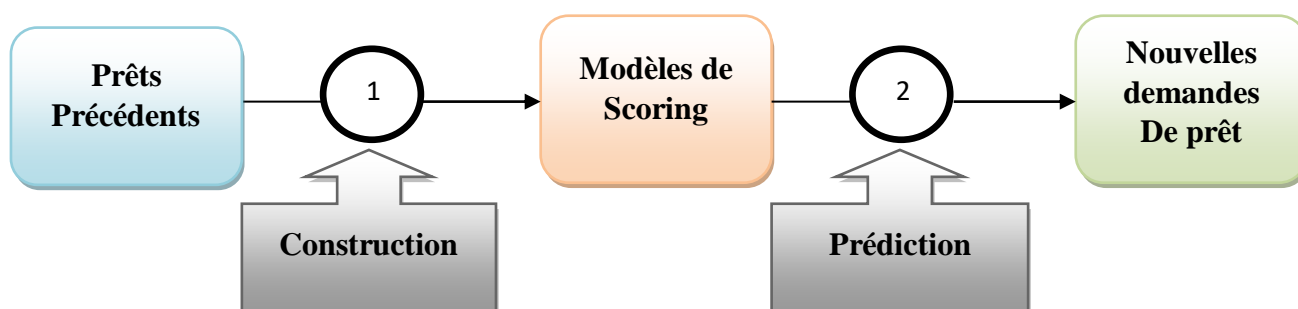 Prêts
Précédents
1
Modèles de
Scoring
2
Nouvelles
demandes
De prêt
Construction
Prédiction